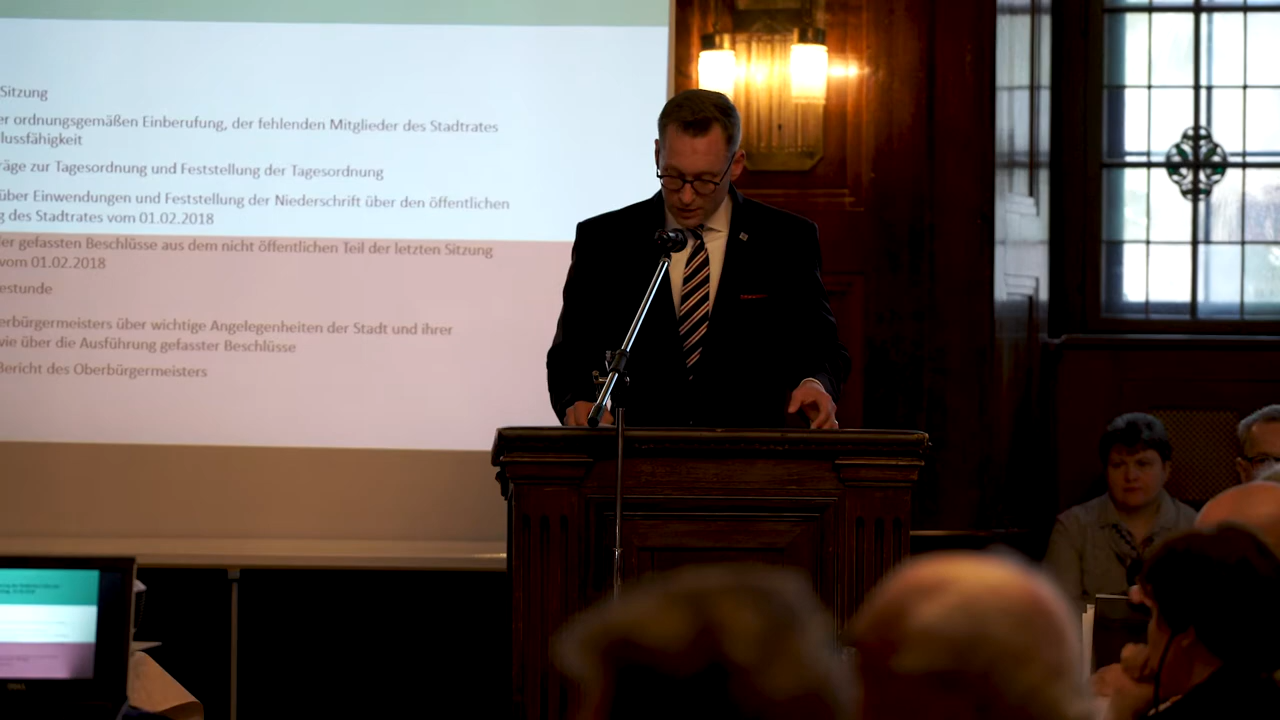 Sitzung
er ordnungsgemäßen Einberufung, der fehlenden Mitglieder des Stadtrates
lussfähigkeit
räge zur Tagesordnung und Feststellung der Tagesordnung
über Einwendungen und Feststellung der Niederschrift über den öffentlichen
g des Stadtrates vom 01.02.2018
der gefassten Beschlüsse aus dem nicht öffentlichen Teil der letzten Sitzung
vom 01.02.2018
estunde
erbürgermeisters über wichtige Angelegenheiten der Stadt und ihrer
wie über die Ausführung gefasster Beschlüsse
Bericht des Oberbürgermeisters